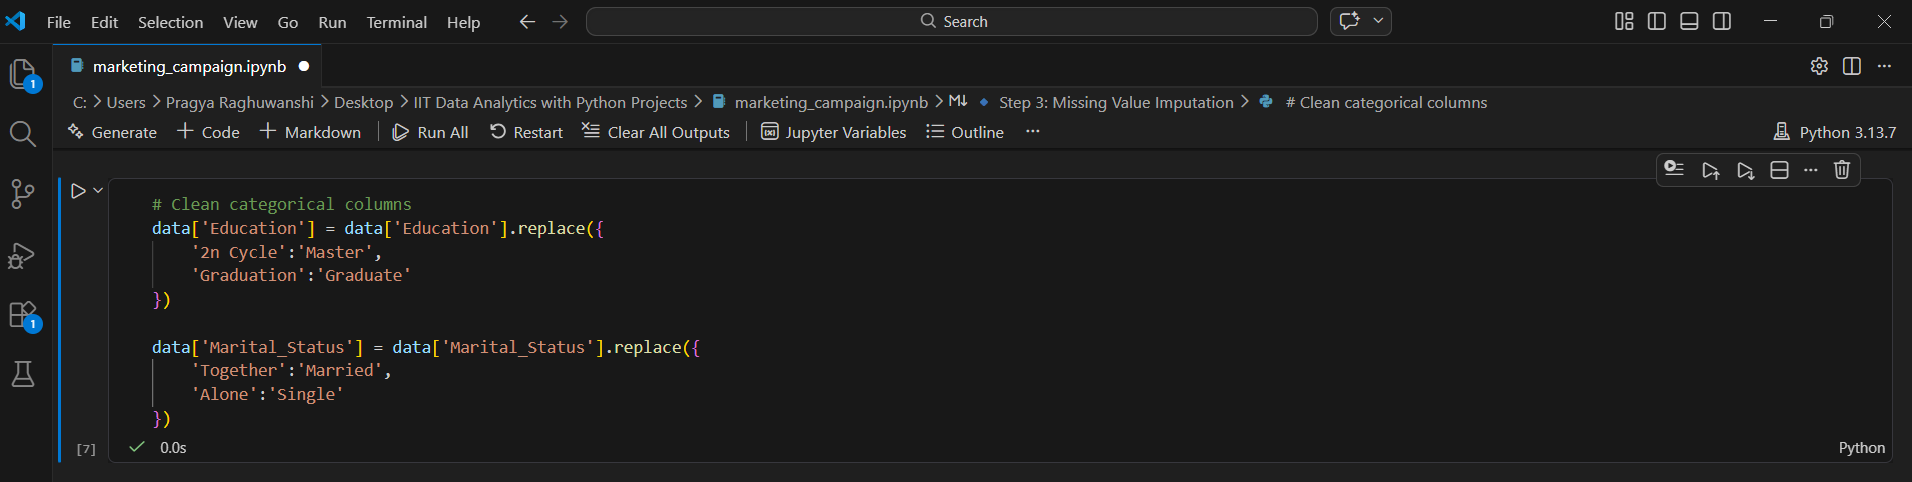 File Edit Selection View Go Run Terminal Help Search
marketing_campaign.ipynb
C: > Users > Pragya Raghuwanshi > Desktop > IIT Data Analytics with Python Projects > marketing_campaign.ipynb > M↓ Step 3: Missing Value Imputation > # Clean categorical columns
Generate + Code + Markdown Run All Restart Clear All Outputs Jupyter Variables Outline ... Python 3.13.7
# Clean categorical columns
data['Education'] = data['Education'].replace({
'2n Cycle':'Master',
'Graduation':'Graduate'
})
data['Marital_Status'] = data['Marital_Status'].replace({
'Together':'Married',
'Alone':'Single'
})
[7] 0.0s Python
1
1